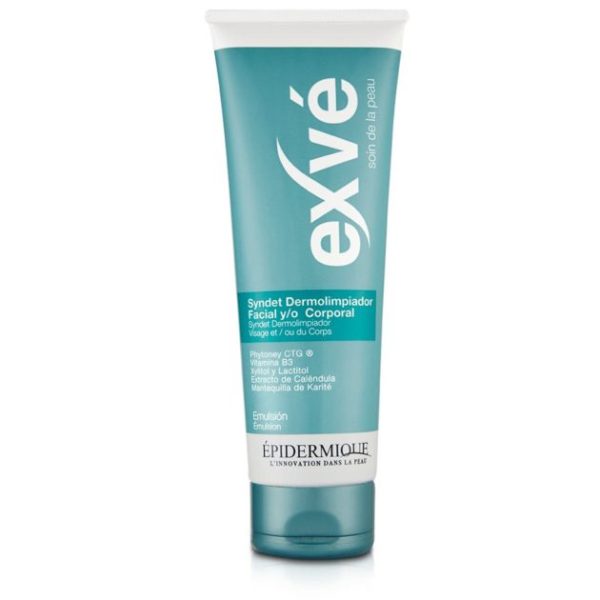 exvé
soin de la peau
Syndet Dermolimpiador
Facial y/o Corporal
Syndet Dermolimpiador
Visage et / ou du Corps
Phytoney CTG ®
Vitamina B3
Xylitol y Lactitol
Extracto de Caléndula
Mantequilla de Karité
Emulsión
Emulsion
ÉPIDERMIQUE
L'INNOVATION DANS LA PEAU